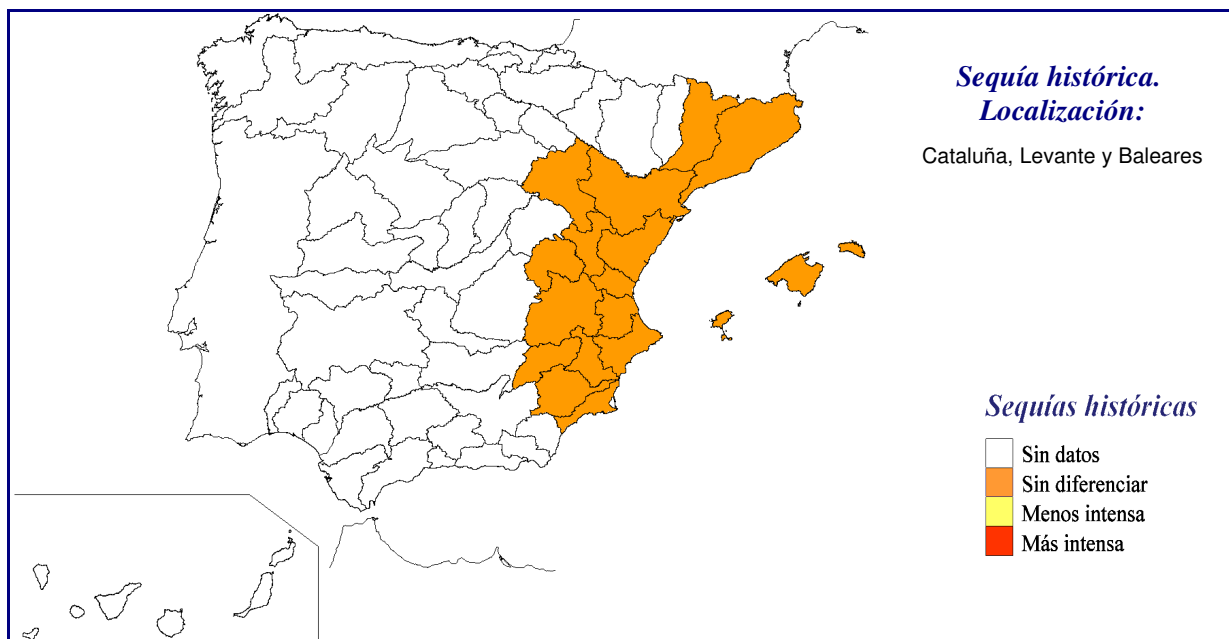 Sequía histórica.
Localización:
Cataluña, Levante y Baleares
Sequías históricas
Sin datos
Sin diferenciar
Menos intensa
Más intensa